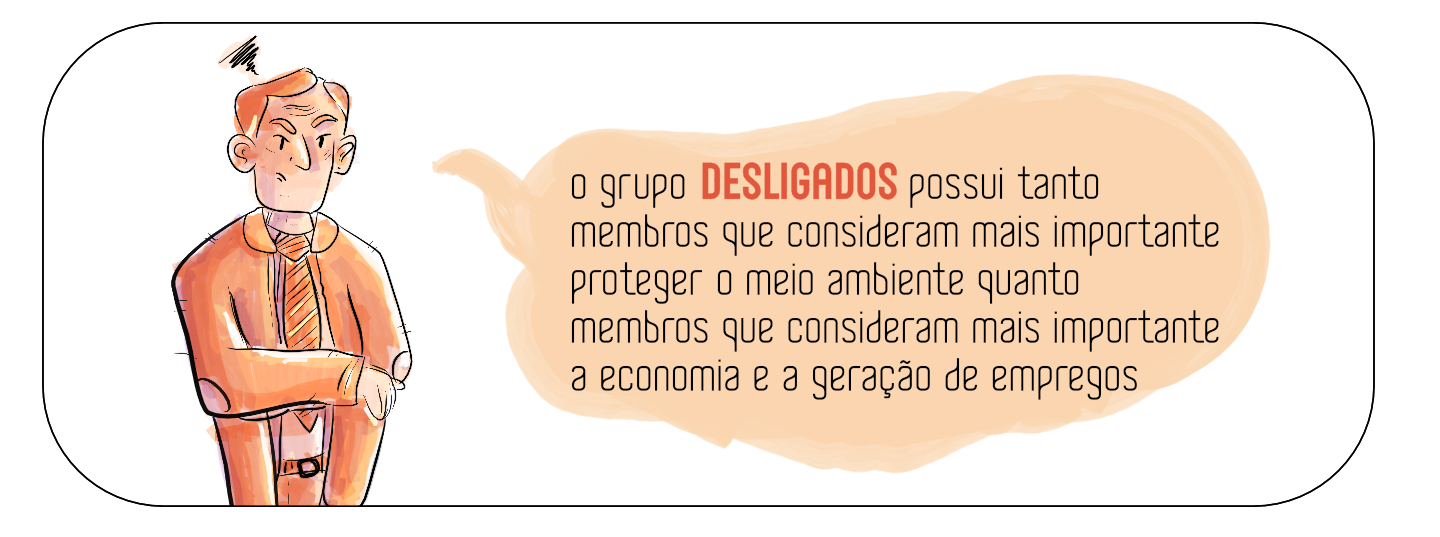 o grupo DESLIGADOS possui tanto
membros que consideram mais importante
proteger o meio ambiente quanto
membros que consideram mais importante
a economia e a geração de empregos